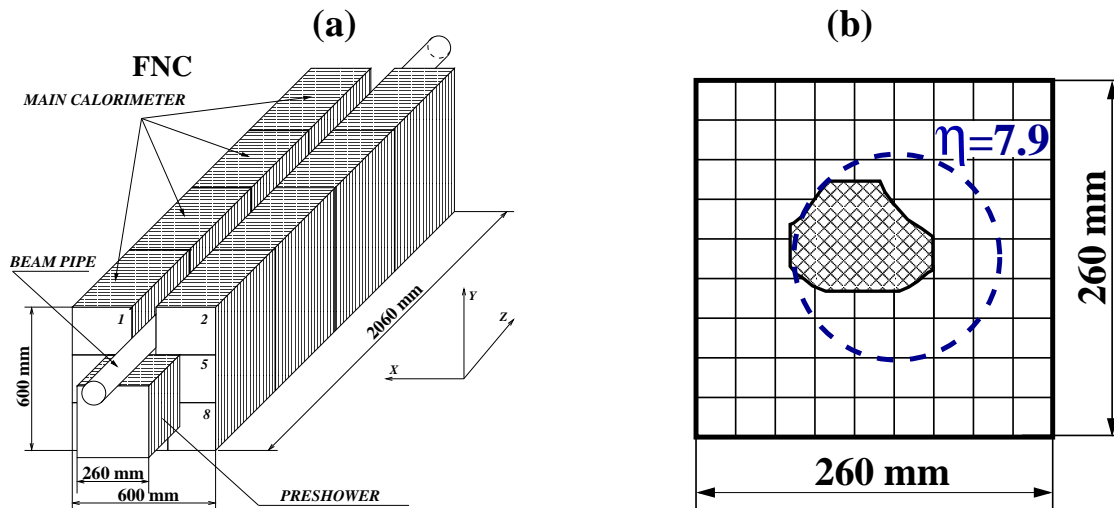 (a)
FNC
MAIN CALORIMETER
BEAM PIPE
1
2
5
8
600 mm
2060 mm
Y
Z
X
260 mm
600 mm
PRESHOWER
(b)
η=7.9
260 mm
260 mm